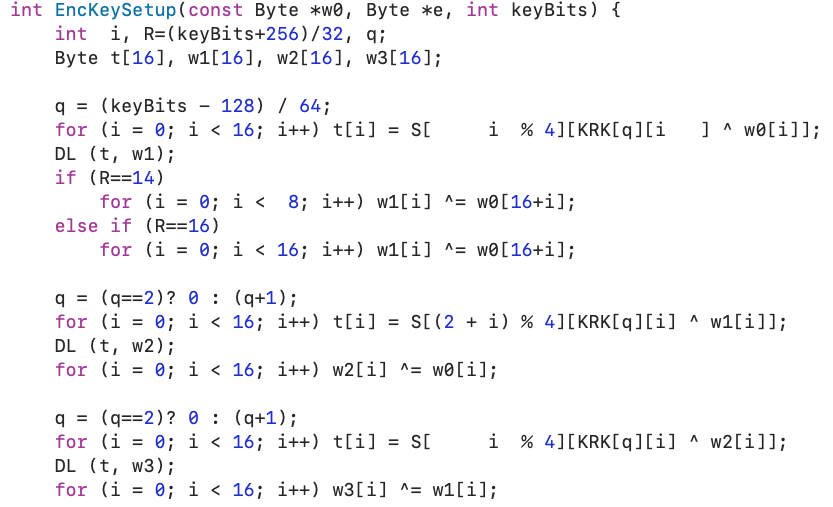 int EncKeySetup(const Byte *w0, Byte *e, int keyBits) {
    int  i, R=(keyBits+256)/32, q;
    Byte t[16], w1[16], w2[16], w3[16];

    q = (keyBits - 128) / 64;
    for (i = 0; i < 16; i++) t[i] = S[     i  % 4][KRK[q][i   ] ^ w0[i]];
    DL (t, w1);
    if (R==14)
        for (i = 0; i <  8; i++) w1[i] ^= w0[16+i];
    else if (R==16)
        for (i = 0; i < 16; i++) w1[i] ^= w0[16+i];

    q = (q==2)? 0 : (q+1);
    for (i = 0; i < 16; i++) t[i] = S[(2 + i) % 4][KRK[q][i] ^ w1[i]];
    DL (t, w2);
    for (i = 0; i < 16; i++) w2[i] ^= w0[i];

    q = (q==2)? 0 : (q+1);
    for (i = 0; i < 16; i++) t[i] = S[     i  % 4][KRK[q][i] ^ w2[i]];
    DL (t, w3);
    for (i = 0; i < 16; i++) w3[i] ^= w1[i];